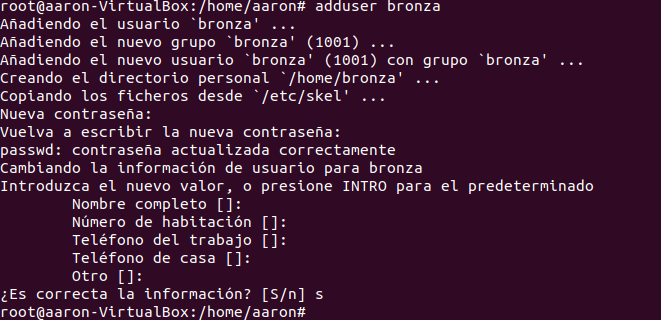 root@aaron-VirtualBox:/home/aaron# adduser bronza
Añadiendo el usuario `bronza' ...
Añadiendo el nuevo grupo `bronza' (1001) ...
Añadiendo el nuevo usuario `bronza' (1001) con grupo `bronza' ...
Creando el directorio personal `/home/bronza' ...
Copiando los ficheros desde `/etc/skel' ...
Nueva contraseña:
Vuelva a escribir la nueva contraseña:
passwd: contraseña actualizada correctamente
Cambiando la información de usuario para bronza
Introduzca el nuevo valor, o presione INTRO para el predeterminado
        Nombre completo []:
        Número de habitación []:
        Teléfono del trabajo []:
        Teléfono de casa []:
        Otro []:
¿Es correcta la información? [S/n] s
root@aaron-VirtualBox:/home/aaron#